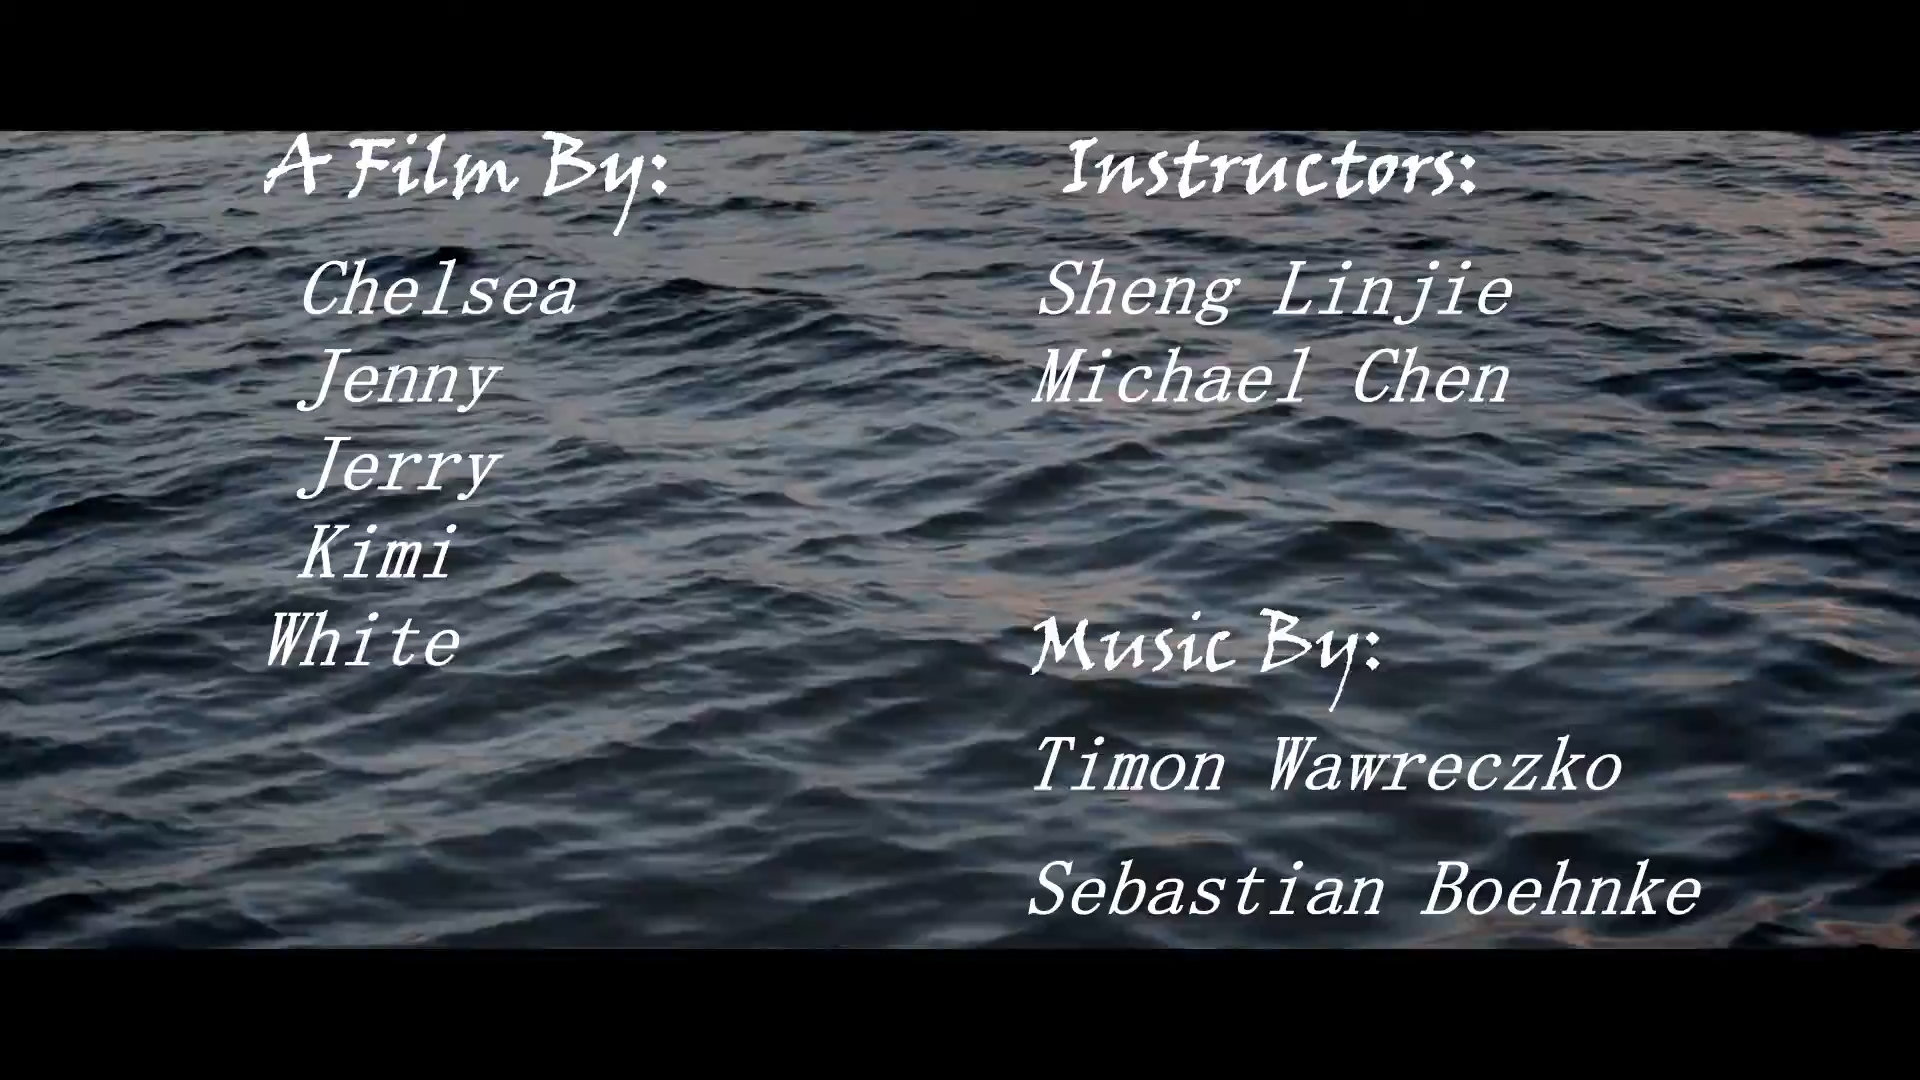 A Film By:
Chelsea
Jenny
Jerry
Kimi
White
Instructors:
Sheng Linjie
Michael Chen
Music By:
Timon Wawreczko
Sebastian Boehnke